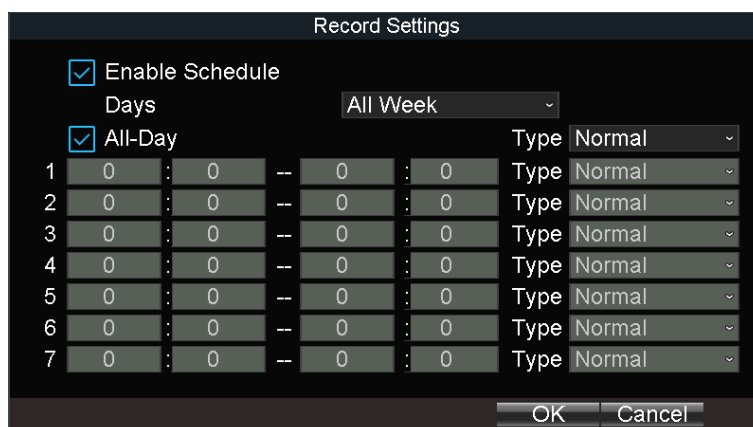 Record Settings
Enable Schedule
Days All Week
All-Day Type Normal
1 0 : 0 -- 0 : 0 Type Normal
2 0 : 0 -- 0 : 0 Type Normal
3 0 : 0 -- 0 : 0 Type Normal
4 0 : 0 -- 0 : 0 Type Normal
5 0 : 0 -- 0 : 0 Type Normal
6 0 : 0 -- 0 : 0 Type Normal
7 0 : 0 -- 0 : 0 Type Normal
OK Cancel